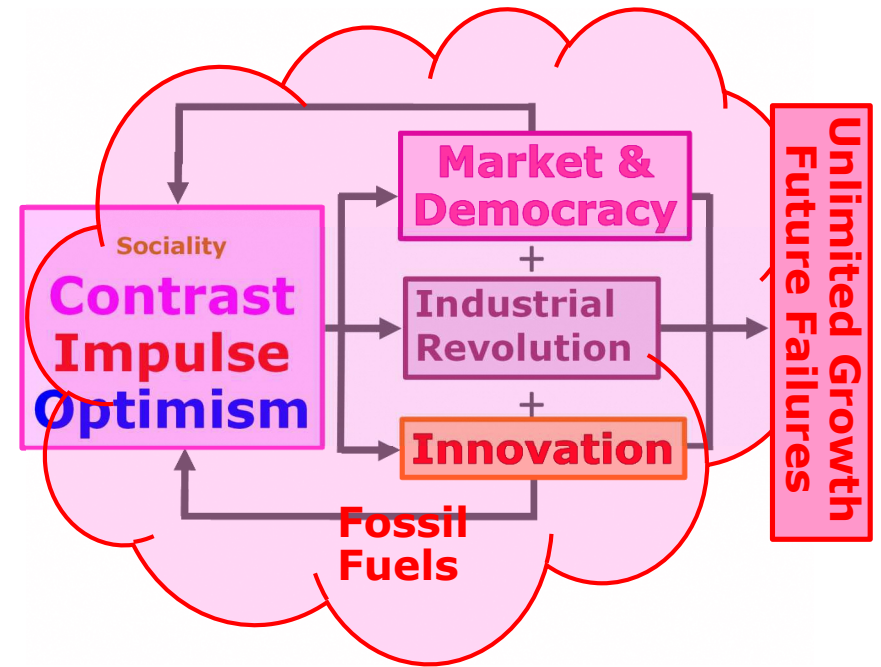 Market &
Democracy
Sociality
Contrast
Impulse
Optimism
+
Industrial
Revolution
+
Innovation
Fossil
Fuels
Unlimited Growth
Future Failures